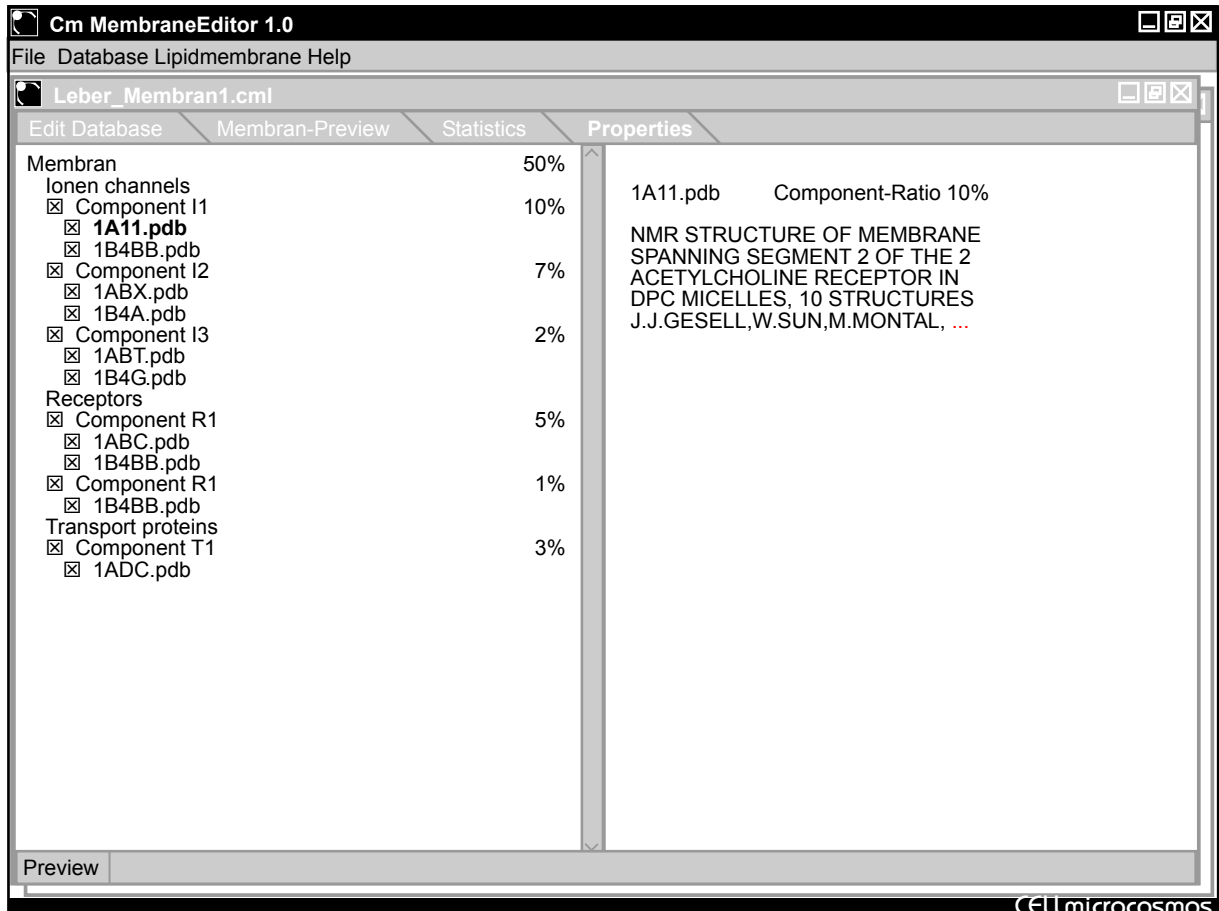 Cm MembraneEditor 1.0
File Database Lipidmembrane Help
Leber_Membran1.cml
Edit Database Membran-Preview Statistics Properties
Membran 50%
Ionen channels
Component I1 10%
1A11.pdb
1B4BB.pdb
Component I2 7%
1ABX.pdb
1B4A.pdb
Component I3 2%
1ABT.pdb
1B4G.pdb
Receptors
Component R1 5%
1ABC.pdb
1B4BB.pdb
Component R1 1%
1B4BB.pdb
Transport proteins
Component T1 3%
1ADC.pdb
1A11.pdb Component-Ratio 10%
NMR STRUCTURE OF MEMBRANE
SPANNING SEGMENT 2 OF THE 2
ACETYLCHOLINE RECEPTOR IN
DPC MICELLES, 10 STRUCTURES
J.J.GESELL,W.SUN,M.MONTAL, ...
Preview
CELLmicrocosmos